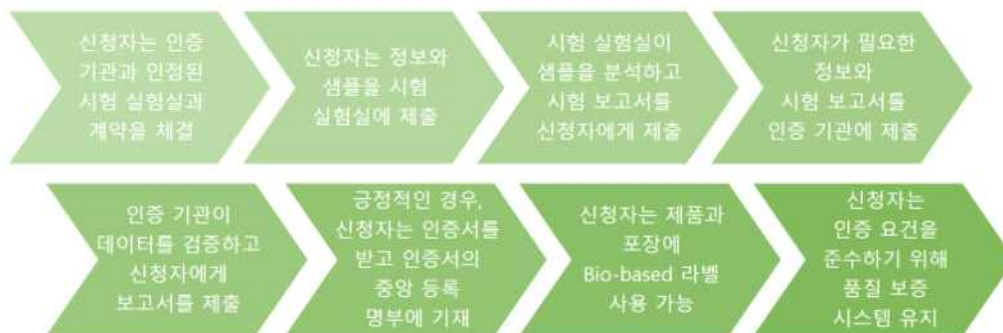 신청자는 인증
기관과 인정된
시험 실험실과
계약을 체결
신청자는 정보와
샘플을 시험
실험실에 제출
시험 실험실이
샘플을 분석하고
시험 보고서를
신청자에게 제출
신청자가 필요한
정보와
시험 보고서를
인증 기관에 제출
인증 기관이
데이터를 검증하고
신청자에게
보고서를 제출
긍정적인 경우,
신청자는 인증서를
받고 인증서의
중앙 등록
명부에 기재
신청자는 제품과
포장에
Bio-based 라벨
사용 가능
신청자는
인증 요건을
준수하기 위해
품질 보증
시스템 유지